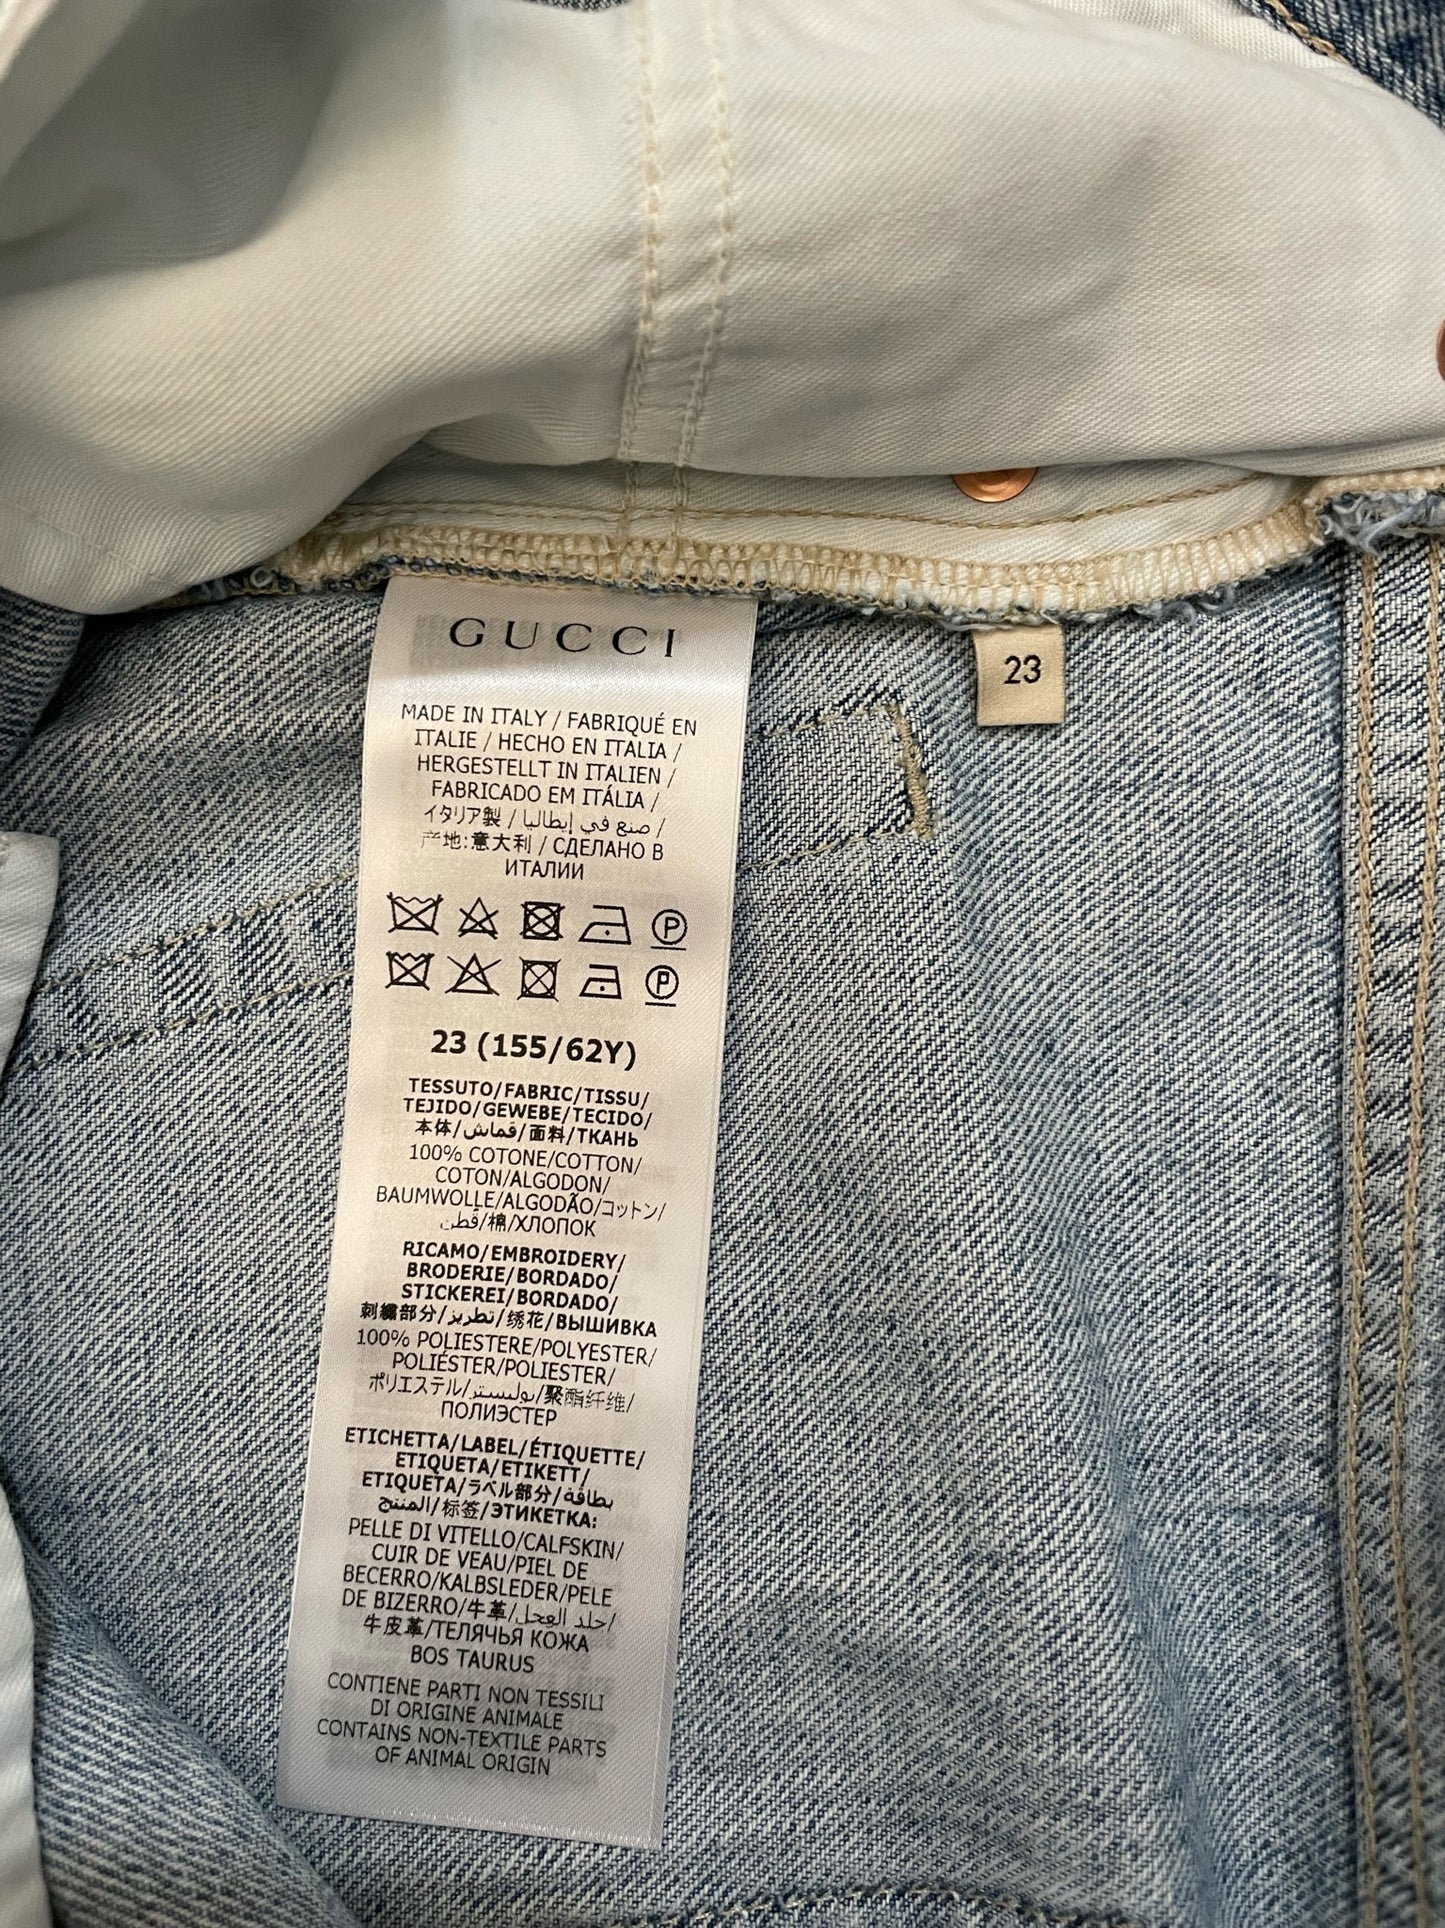 GUCCI
23
MADE IN ITALY / FABRIQUÉ EN
ITALIE / HECHO EN ITALIA /
HERGESTELLT IN ITALIEN /
FABRICADO EM ITÁLIA /
イタリア製 / صنع في إيطاليا /
产地:意大利 / СДЕЛАНО В
ИТАЛИИ
P
P
23 (155/62Y)
TESSUTO/FABRIC/TISSU/
TEJIDO/GEWEBE/TECIDO/
本体/قماش/面料/ТКАНЬ
100% COTONE/COTTON/
COTON/ALGODON/
BAUMWOLLE/ALGODÃO/コットン/
قطن/棉/ХЛОПОК
RICAMO/EMBROIDERY/
BRODERIE/BORDADO/
STICKEREI/BORDADO/
刺繍部分/تطريز/绣花/ВЫШИВКА
100% POLIESTERE/POLYESTER/
POLIÉSTER/POLIESTER/
ポリエステル/بوليستر/聚酯纤维/
ПОЛИЭСТЕР
ETICHETTA/LABEL/ÉTIQUETTE/
ETIQUETA/ETIKETT/
ETIQUETA/ラベル部分/بطاقة
المنتج/标签/ЭТИКЕТКА:
PELLE DI VITELLO/CALFSKIN/
CUIR DE VEAU/PIEL DE
BECERRO/KALBSLEDER/PELE
DE BIZERRO/牛革/جلد العجل/
牛皮革/ТЕЛЯЧЬЯ КОЖА
BOS TAURUS
CONTIENE PARTI NON TESSILI
DI ORIGINE ANIMALE
CONTAINS NON-TEXTILE PARTS
OF ANIMAL ORIGIN